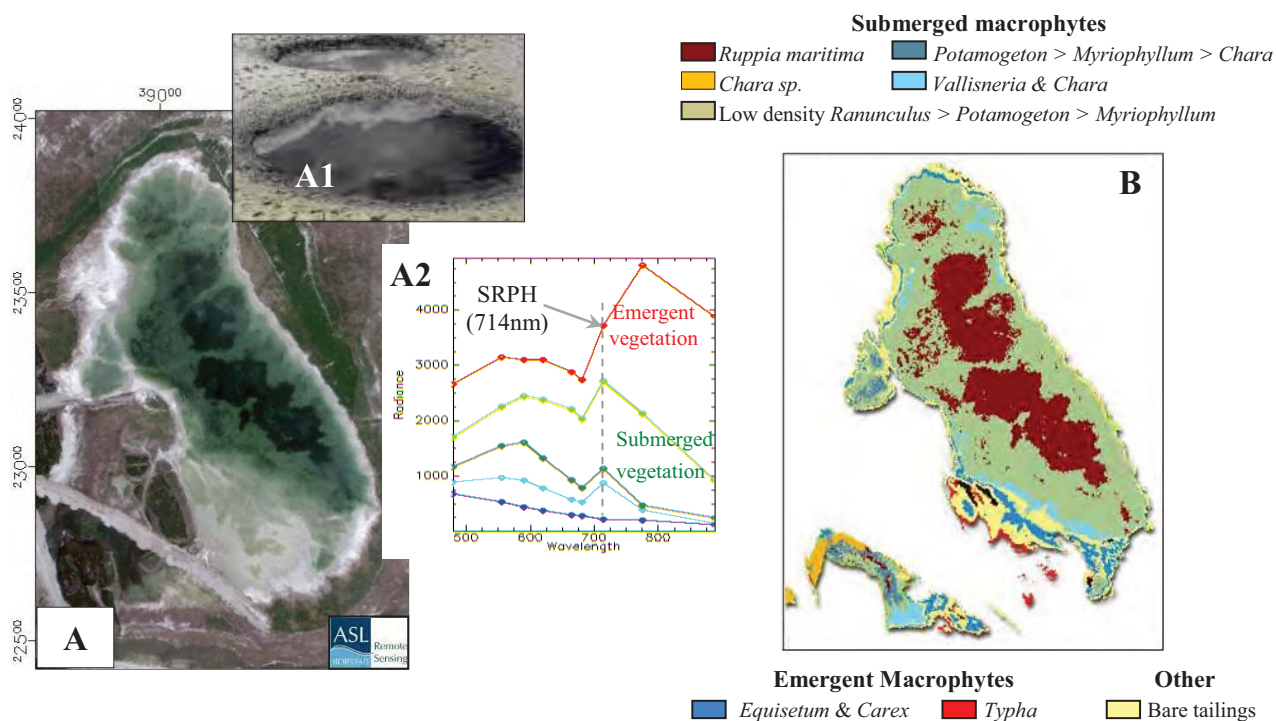 Submerged macrophytes
Ruppia maritima
Potamogeton > Myriophyllum > Chara
Chara sp.
Vallisneria & Chara
Low density Ranunculus > Potamogeton > Myriophyllum
39000
24000
23500
23000
22500
A1
A2
SRPH
(714nm)
Emergent
vegetation
Submerged
vegetation
Radiance
4000
3000
2000
1000
500
600
700
800
Wavelength
A
ASL
BORSTAD
Remote
Sensing
B
Emergent Macrophytes
Other
Equisetum & Carex
Typha
Bare tailings